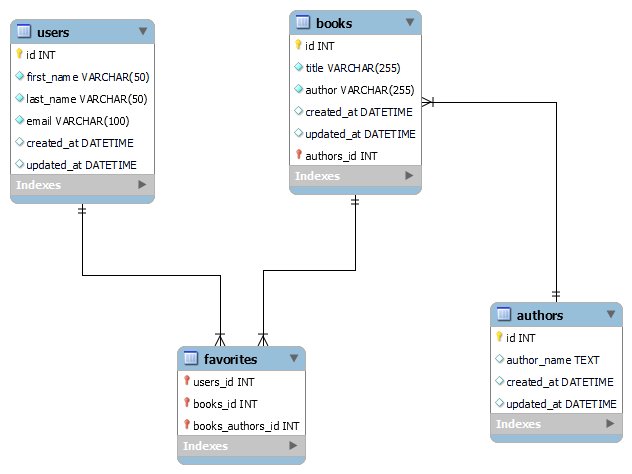 users
id INT
first_name VARCHAR(50)
last_name VARCHAR(50)
email VARCHAR(100)
created_at DATETIME
updated_at DATETIME
Indexes
books
id INT
title VARCHAR(255)
author VARCHAR(255)
created_at DATETIME
updated_at DATETIME
authors_id INT
Indexes
favorites
users_id INT
books_id INT
books_authors_id INT
Indexes
authors
id INT
author_name TEXT
created_at DATETIME
updated_at DATETIME
Indexes